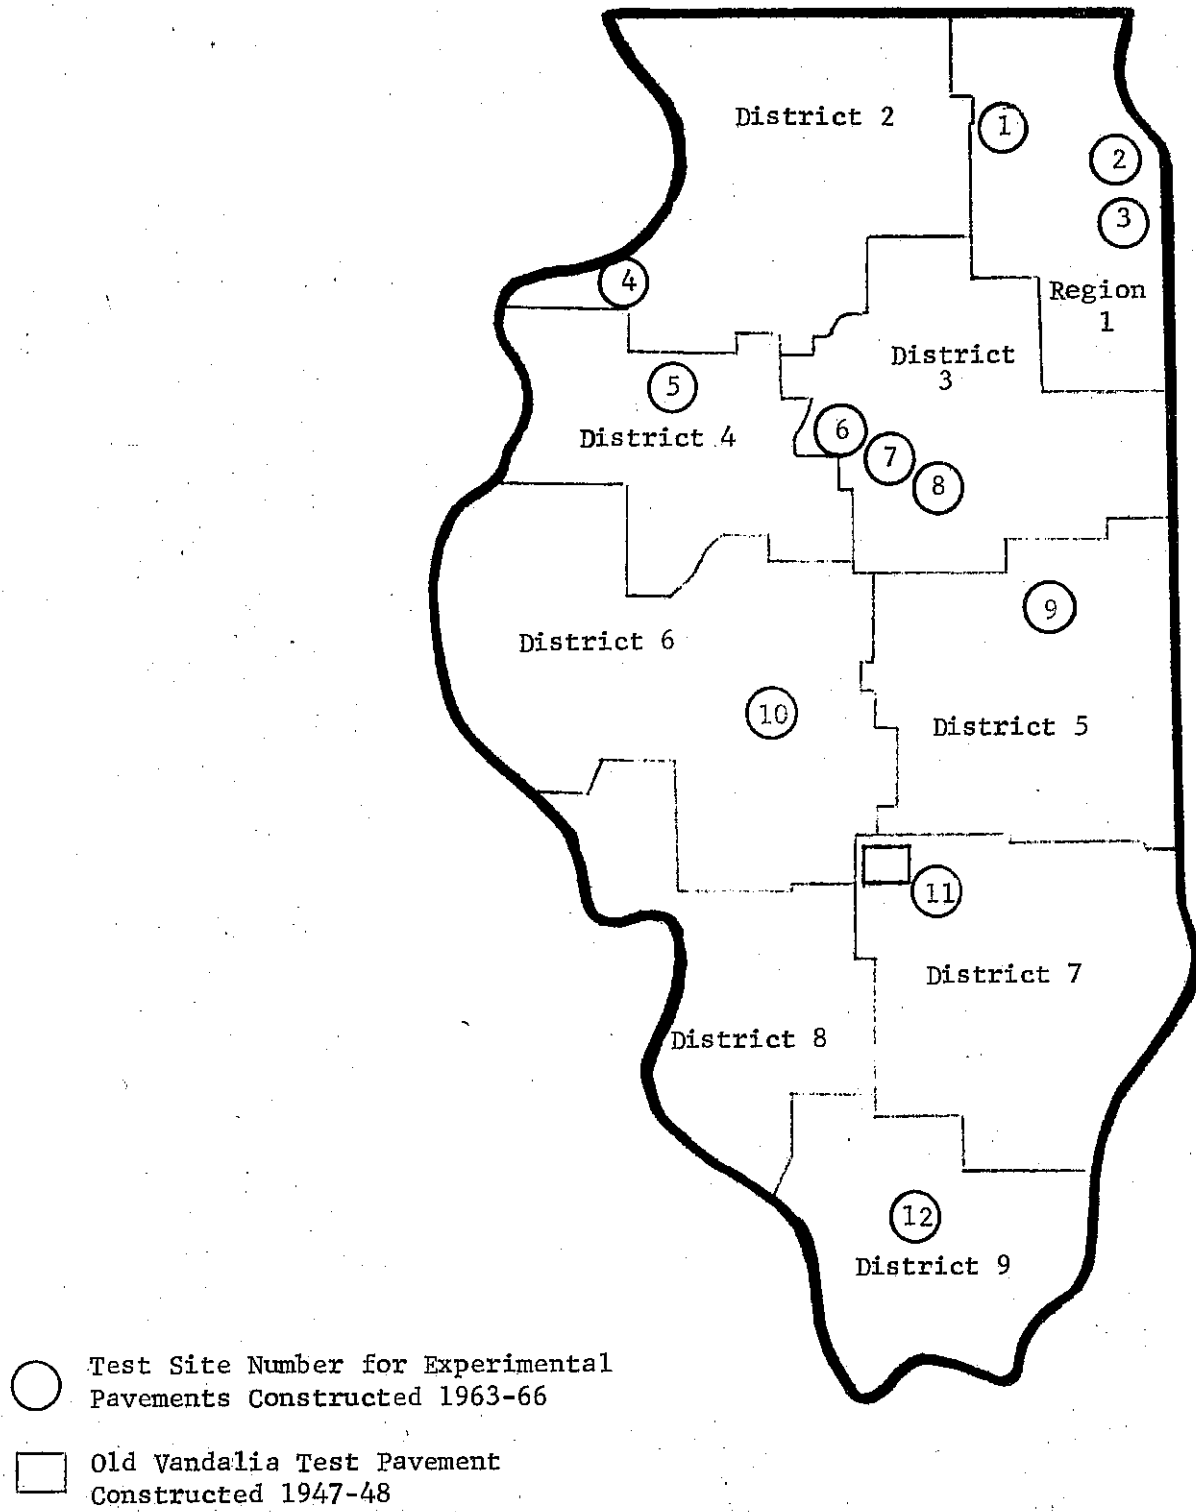 District 2
1
2
3
4
Region
1
District
3
5
District 4
6
7
8
9
District 6
10
District 5
11
District 7
District 8
12
District 9
Test Site Number for Experimental
Pavements Constructed 1963-66
Old Vandalia Test Pavement
Constructed 1947-48